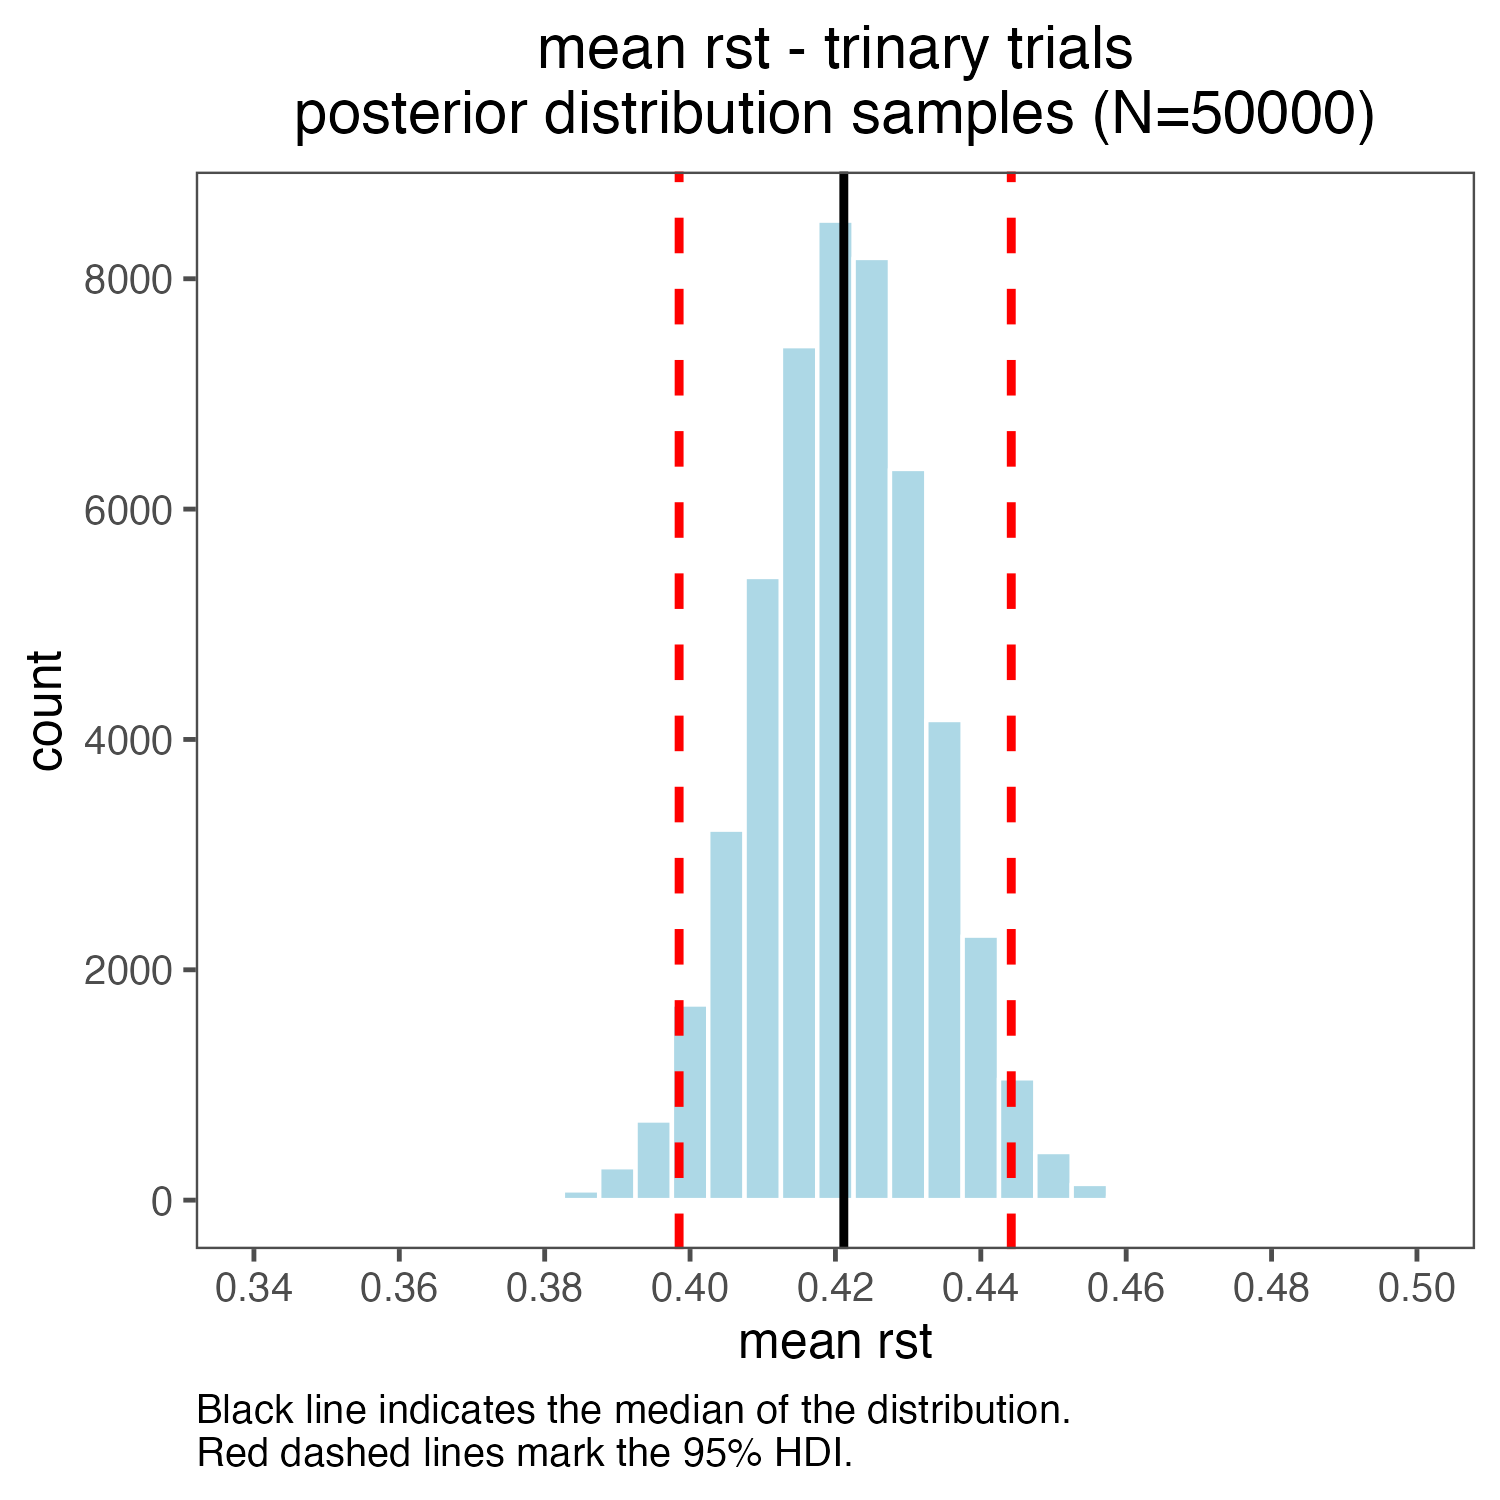 mean rst - trinary trials
posterior distribution samples (N=50000)
8000
6000
4000
2000
0
count
0.34 0.36 0.38 0.40 0.42 0.44 0.46 0.48 0.50
mean rst
Black line indicates the median of the distribution.
Red dashed lines mark the 95% HDI.